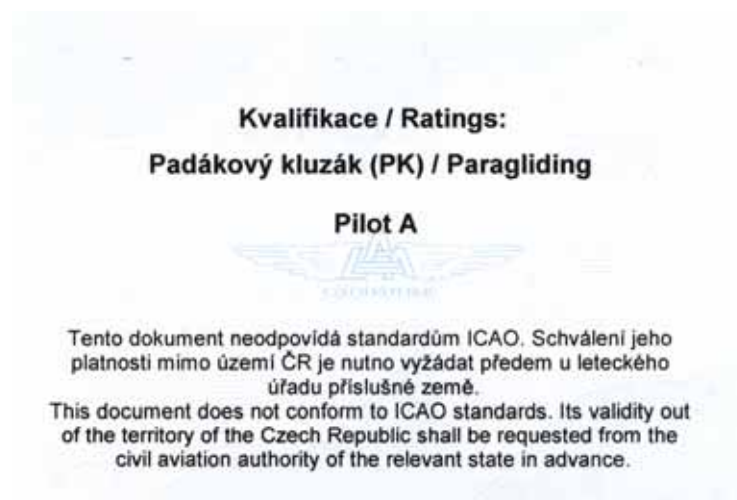 Kvalifikace / Ratings:
Padákový kluzák (PK) / Paragliding
Pilot A
Tento dokument neodpovídá standardům ICAO. Schválení jeho
platnosti mimo území ČR je nutno vyžádat předem u leteckého
úřadu příslušné země.
This document does not conform to ICAO standards. Its validity out
of the territory of the Czech Republic shall be requested from the
civil aviation authority of the relevant state in advance.